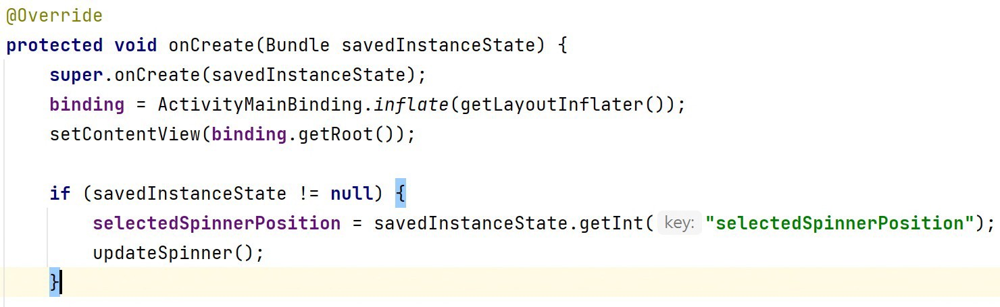 @Override
protected void onCreate(Bundle savedInstanceState) {
    super.onCreate(savedInstanceState);
    binding = ActivityMainBinding.inflate(getLayoutInflater());
    setContentView(binding.getRoot());

    if (savedInstanceState != null) {
        selectedSpinnerPosition = savedInstanceState.getInt( key: "selectedSpinnerPosition");
        updateSpinner();
    }